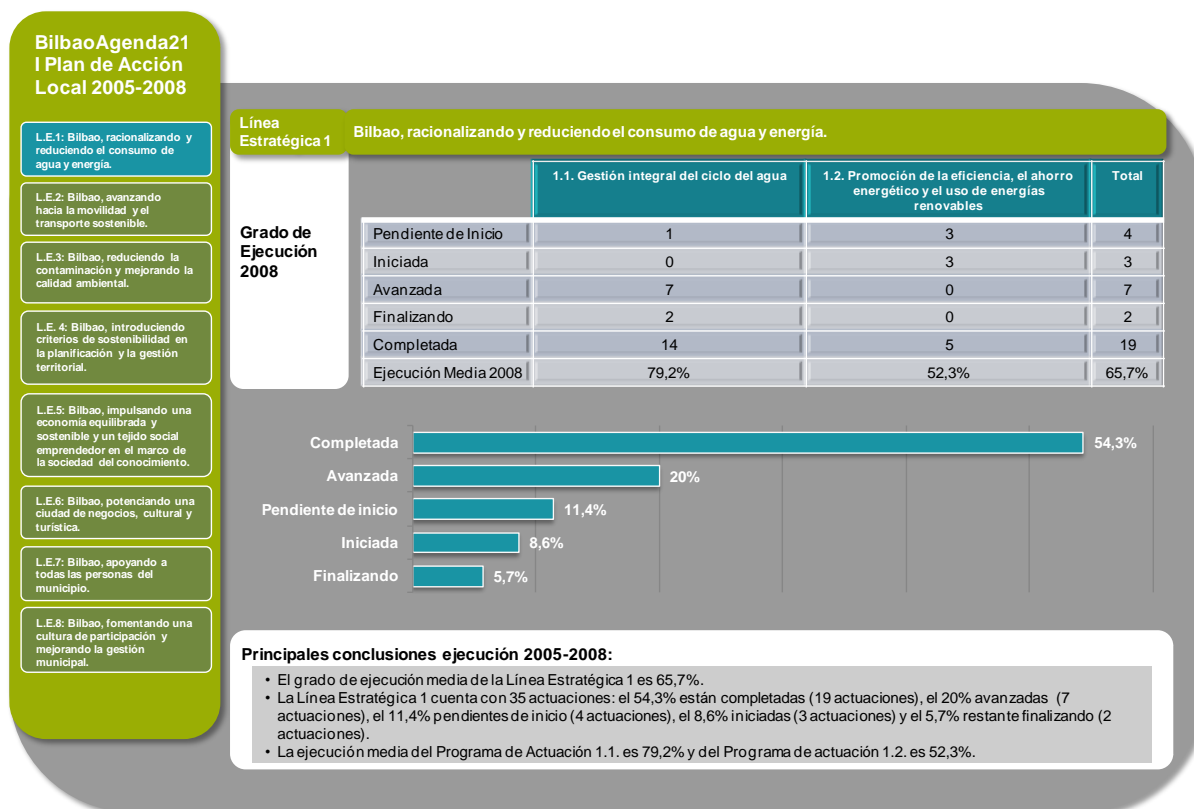 BilbaoAgenda21
I Plan de Acción
Local 2005-2008
L.E.1: Bilbao, racionalizando y
reduciendo el consumo de
agua y energía.
L.E.2: Bilbao, avanzando
hacia la movilidad y el
transporte sostenible.
L.E.3: Bilbao, reduciendo la
contaminación y mejorando la
calidad ambiental.
L.E. 4: Bilbao, introduciendo
criterios de sostenibilidad en
la planificación y la gestión
territorial.
L.E.5: Bilbao, impulsando una
economía equilibrada y
sostenible y un tejido social
emprendedor en el marco de
la sociedad del conocimiento.
L.E.6: Bilbao, potenciando una
ciudad de negocios, cultural y
turística.
L.E.7: Bilbao, apoyando a
todas las personas del
municipio.
L.E.8: Bilbao, fomentando una
cultura de participación y
mejorando la gestión
municipal.
Línea
Estratégica 1
Bilbao, racionalizando y reduciendo el consumo de agua y energía.
Grado de
Ejecución
2008
1.1. Gestión integral del ciclo del agua
1.2. Promoción de la eficiencia, el ahorro
energético y el uso de energías
renovables
Total
Pendiente de Inicio 1 3 4
Iniciada 0 3 3
Avanzada 7 0 7
Finalizando 2 0 2
Completada 14 5 19
Ejecución Media 2008 79,2% 52,3% 65,7%
Completada 54,3%
Avanzada 20%
Pendiente de inicio 11,4%
Iniciada 8,6%
Finalizando 5,7%
Principales conclusiones ejecución 2005-2008:
• El grado de ejecución media de la Línea Estratégica 1 es 65,7%.
• La Línea Estratégica 1 cuenta con 35 actuaciones: el 54,3% están completadas (19 actuaciones), el 20% avanzadas (7
actuaciones), el 11,4% pendientes de inicio (4 actuaciones), el 8,6% iniciadas (3 actuaciones) y el 5,7% restante finalizando (2
actuaciones).
• La ejecución media del Programa de Actuación 1.1. es 79,2% y del Programa de actuación 1.2. es 52,3%.